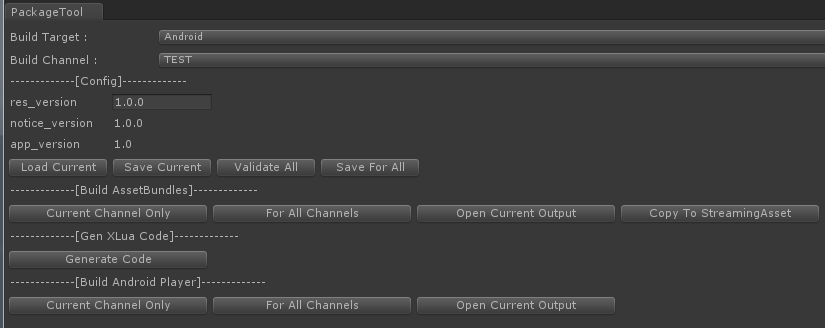 PackageTool
Build Target : Android
Build Channel : TEST
-------------[Config]-------------
res_version 1.0.0
notice_version 1.0.0
app_version 1.0
Load Current Save Current Validate All Save For All
-------------[Build AssetBundles]-------------
Current Channel Only For All Channels Open Current Output Copy To StreamingAsset
-------------[Gen XLua Code]-------------
Generate Code
-------------[Build Android Player]-------------
Current Channel Only For All Channels Open Current Output